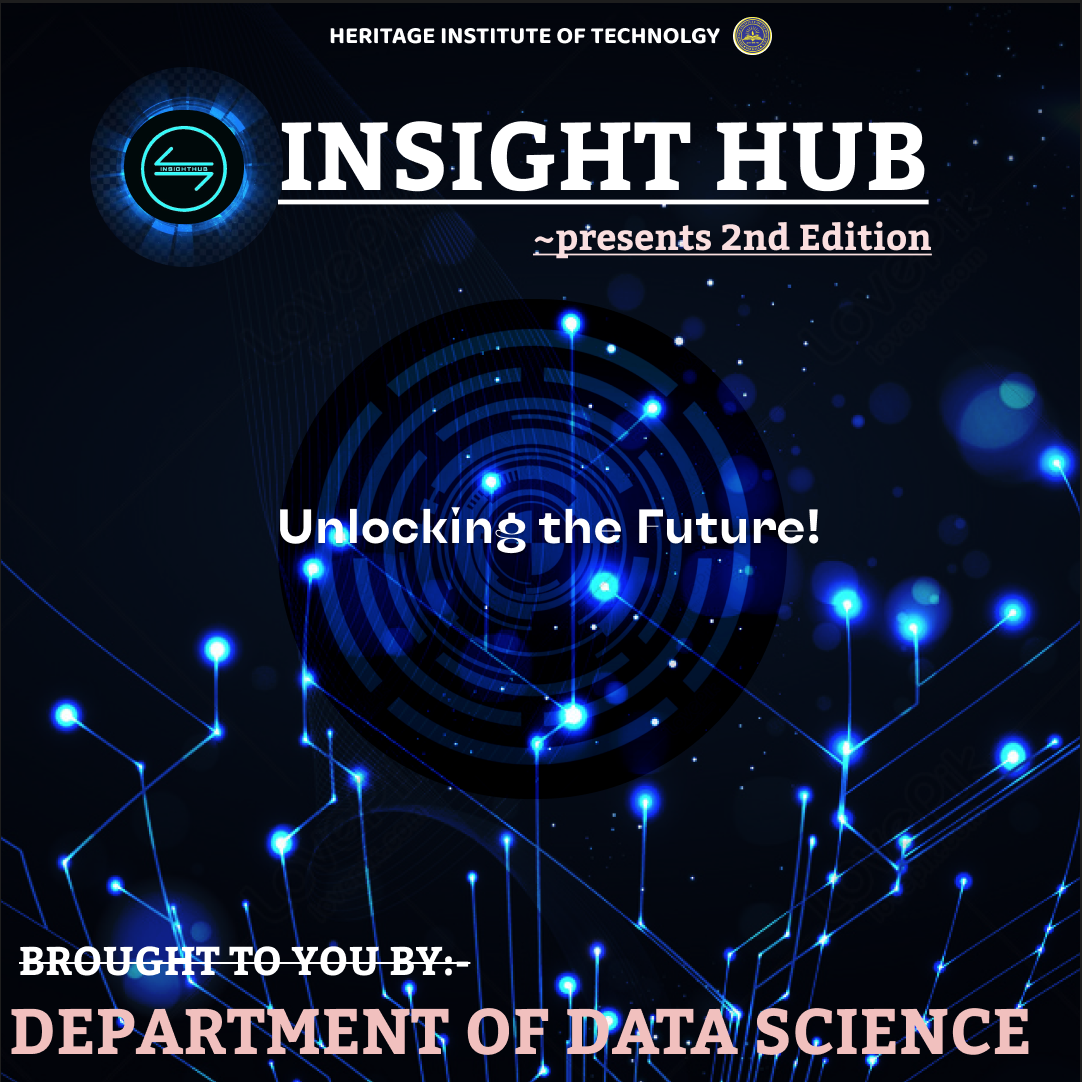 HERITAGE INSTITUTE OF TECHNOLGY
INSIGHTHUB
INSIGHT HUB
~presents 2nd Edition
Unlocking the Future!
BROUGHT TO YOU BY:-
DEPARTMENT OF DATA SCIENCE